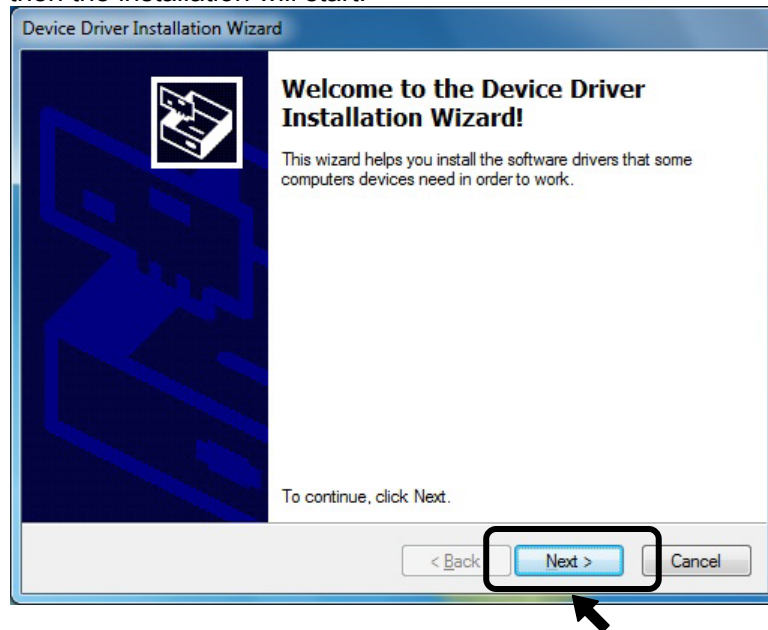 then the installation will start.
Device Driver Installation Wizard
Welcome to the Device Driver
Installation Wizard!
This wizard helps you install the software drivers that some
computers devices need in order to work.
To continue, click Next.
< Back
Next >
Cancel